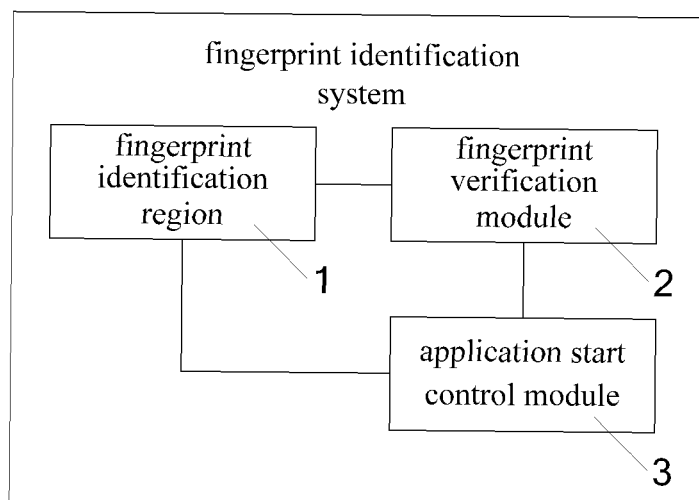 fingerprint identification
system
fingerprint
identification
region
1
fingerprint
verification
module
2
application start
control module
3